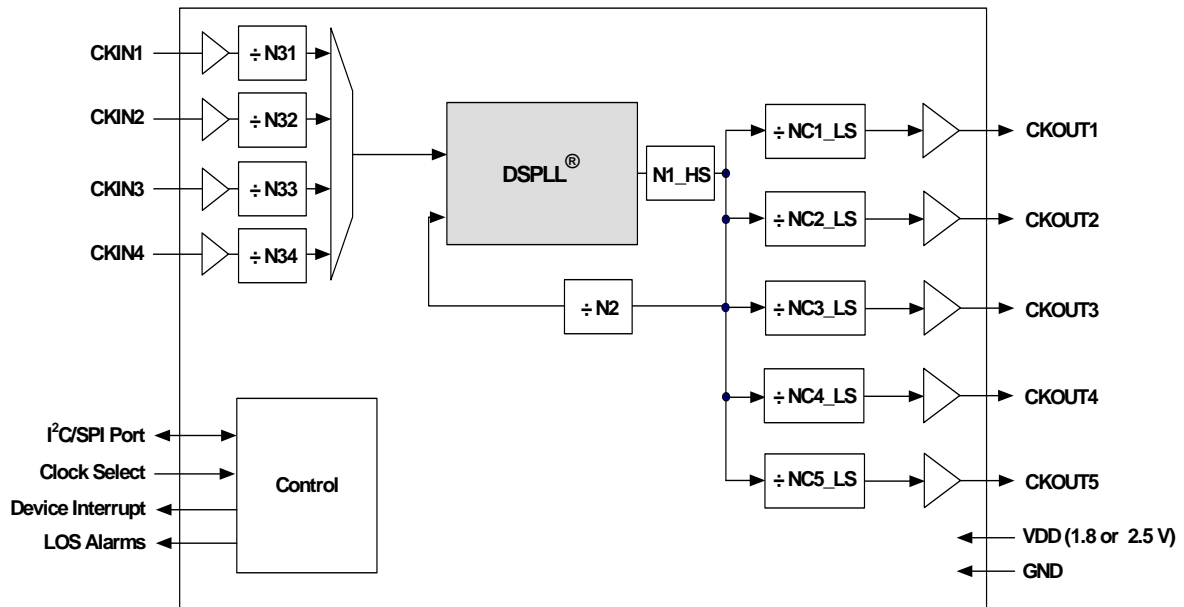 CKIN1
÷ N31
CKIN2
÷ N32
CKIN3
÷ N33
CKIN4
÷ N34
DSPLL®
N1_HS
÷ N2
÷ NC1_LS
CKOUT1
÷ NC2_LS
CKOUT2
÷ NC3_LS
CKOUT3
÷ NC4_LS
CKOUT4
÷ NC5_LS
CKOUT5
I²C/SPI Port
Clock Select
Device Interrupt
LOS Alarms
Control
VDD (1.8 or 2.5 V)
GND